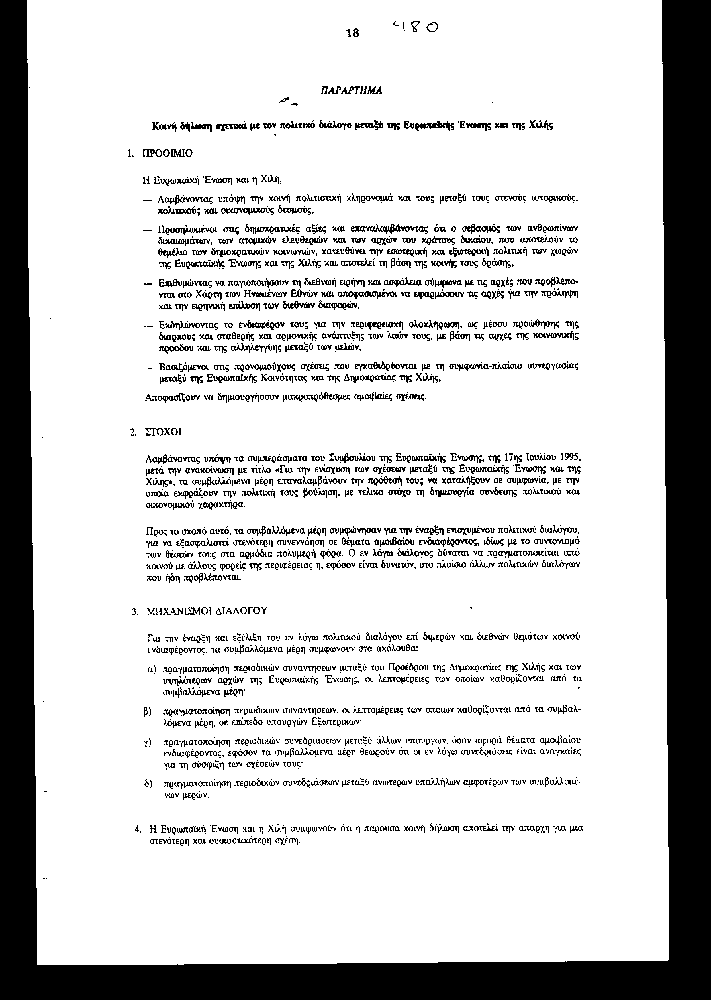 18
480
ΠΑΡΑΡΤΗΜΑ
Κοινή δήλωση σχετικά με τον πολιτικό διάλογο μεταξύ της Ευρωπαϊκής Ένωσης και της Χιλής
1. ΠΡΟΟΙΜΙΟ
Η Ευρωπαϊκή Ένωση και η Χιλή,
— Λαμβάνοντας υπόψη την κοινή πολιτιστική κληρονομιά και τους μεταξύ τους στενούς ιστορικούς,
πολιτικούς και οικονομικούς δεσμούς,
— Προσηλωμένοι στις δημοκρατικές αξίες και επαναλαμβάνοντας ότι ο σεβασμός των ανθρωπίνων
δικαιωμάτων, των ατομικών ελευθεριών και των αρχών του κράτους δικαίου, που αποτελούν το
θεμέλιο των δημοκρατικών κοινωνιών, κατευθύνει την εσωτερική και εξωτερική πολιτική των χωρών
της Ευρωπαϊκής Ένωσης και της Χιλής και αποτελεί τη βάση της κοινής τους δράσης,
— Επιθυμώντας να παγιοποιήσουν τη διεθνωή ειρήνη και ασφάλεια σύμφωνα με τις αρχές που προβλέπο-
νται στο Χάρτη των Ηνωμένων Εθνών και αποφασισμένοι να εφαρμόσουν τις αρχές για την πρόληψη
και την ειρηνική επίλυση των διεθνών διαφορών,
— Εκδηλώνοντας το ενδιαφέρον τους για την περιφερειακή ολοκλήρωση, ως μέσου προώθησης της
διαρκούς και σταθερής και αρμονικής ανάπτυξης των λαών τους, με βάση τις αρχές της κοινωνικής
προόδου και της αλληλεγγύης μεταξύ των μελών,
— Βασιζόμενοι στις προνομιούχους σχέσεις που εγκαθιδρύονται με τη συμφωνία-πλαίσιο συνεργασίας
μεταξύ της Ευρωπαϊκής Κοινότητας και της Δημοκρατίας της Χιλής,
Αποφασίζουν να δημιουργήσουν μακροπρόθεσμες αμοιβαίες σχέσεις.
2. ΣΤΟΧΟΙ
Λαμβάνοντας υπόψη τα συμπεράσματα του Συμβουλίου της Ευρωπαϊκής Ένωσης, της 17ης Ιουλίου 1995,
μετά την ανακοίνωση με τίτλο «Για την ενίσχυση των σχέσεων μεταξύ της Ευρωπαϊκής Ένωσης και της
Χιλής», τα συμβαλλόμενα μέρη επαναλαμβάνουν την πρόθεσή τους να καταλήξουν σε συμφωνία, με την
οποία εκφράζουν την πολιτική τους βούληση, με τελικό στόχο τη δημιουργία σύνδεσης πολιτικού και
οικονομικού χαρακτήρα.
Προς το σκοπό αυτό, τα συμβαλλόμενα μέρη συμφώνησαν για την έναρξη ενισχυμένου πολιτικού διαλόγου,
για να εξασφαλιστεί στενότερη συνεννόηση σε θέματα αμοιβαίου ενδιαφέροντος, ιδίως με το συντονισμό
των θέσεών τους στα αρμόδια πολυμερή φόρα. Ο εν λόγω διάλογος δύναται να πραγματοποιείται από
κοινού με άλλους φορείς της περιφέρειας ή, εφόσον είναι δυνατόν, στο πλαίσιο άλλων πολιτικών διαλόγων
που ήδη προβλέπονται.
3. ΜΗΧΑΝΙΣΜΟΙ ΔΙΑΛΟΓΟΥ
Για την έναρξη και εξέλιξη του εν λόγω πολιτικού διαλόγου επί διμερών και διεθνών θεμάτων κοινού
ενδιαφέροντος, τα συμβαλλόμενα μέρη συμφωνούν στα ακόλουθα:
α) πραγματοποίηση περιοδικών συναντήσεων μεταξύ του Προέδρου της Δημοκρατίας της Χιλής και των
υψηλότερων αρχών της Ευρωπαϊκής Ένωσης, οι λεπτομέρειες των οποίων καθορίζονται από τα
συμβαλλόμενα μέρη·
β) πραγματοποίηση περιοδικών συναντήσεων, οι λεπτομέρειες των οποίων καθορίζονται από τα συμβαλ-
λόμενα μέρη, σε επίπεδο υπουργών Εξωτερικών·
γ) πραγματοποίηση περιοδικών συνεδριάσεων μεταξύ άλλων υπουργών, όσον αφορά θέματα αμοιβαίου
ενδιαφέροντος, εφόσον τα συμβαλλόμενα μέρη θεωρούν ότι οι εν λόγω συνεδριάσεις είναι αναγκαίες
για τη σύσφιξη των σχέσεών τους·
δ) πραγματοποίηση περιοδικών συνεδριάσεων μεταξύ ανωτέρων υπαλλήλων αμφοτέρων των συμβαλλομέ-
νων μερών.
4. Η Ευρωπαϊκή Ένωση και η Χιλή συμφωνούν ότι η παρούσα κοινή δήλωση αποτελεί την απαρχή για μια
στενότερη και ουσιαστικότερη σχέση.